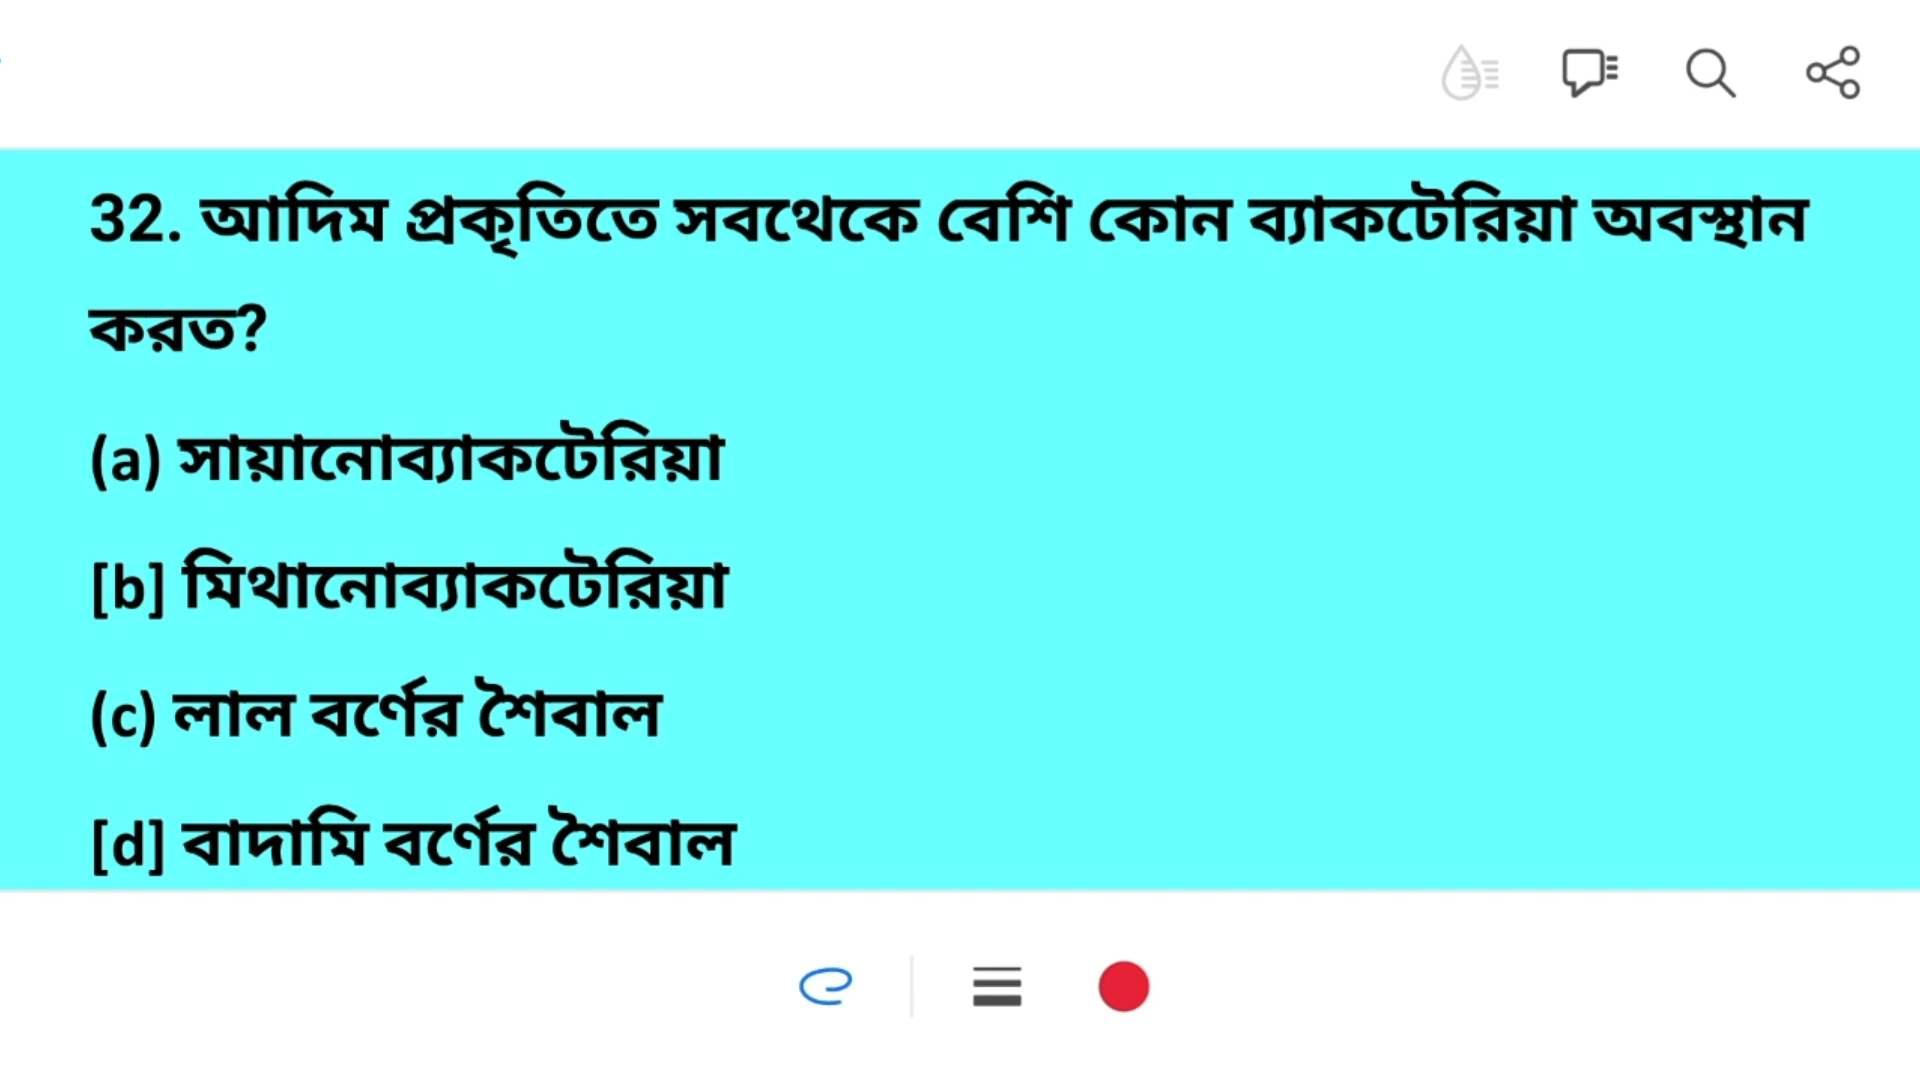 32. আদিম প্রকৃতিতে সবথেকে বেশি কোন ব্যাকটেরিয়া অবস্থান
করত?
(a) সায়ানোব্যাকটেরিয়া
[b] মিথানোব্যাকটেরিয়া
(c) লাল বর্ণের শৈবাল
[d] বাদামি বর্ণের শৈবাল